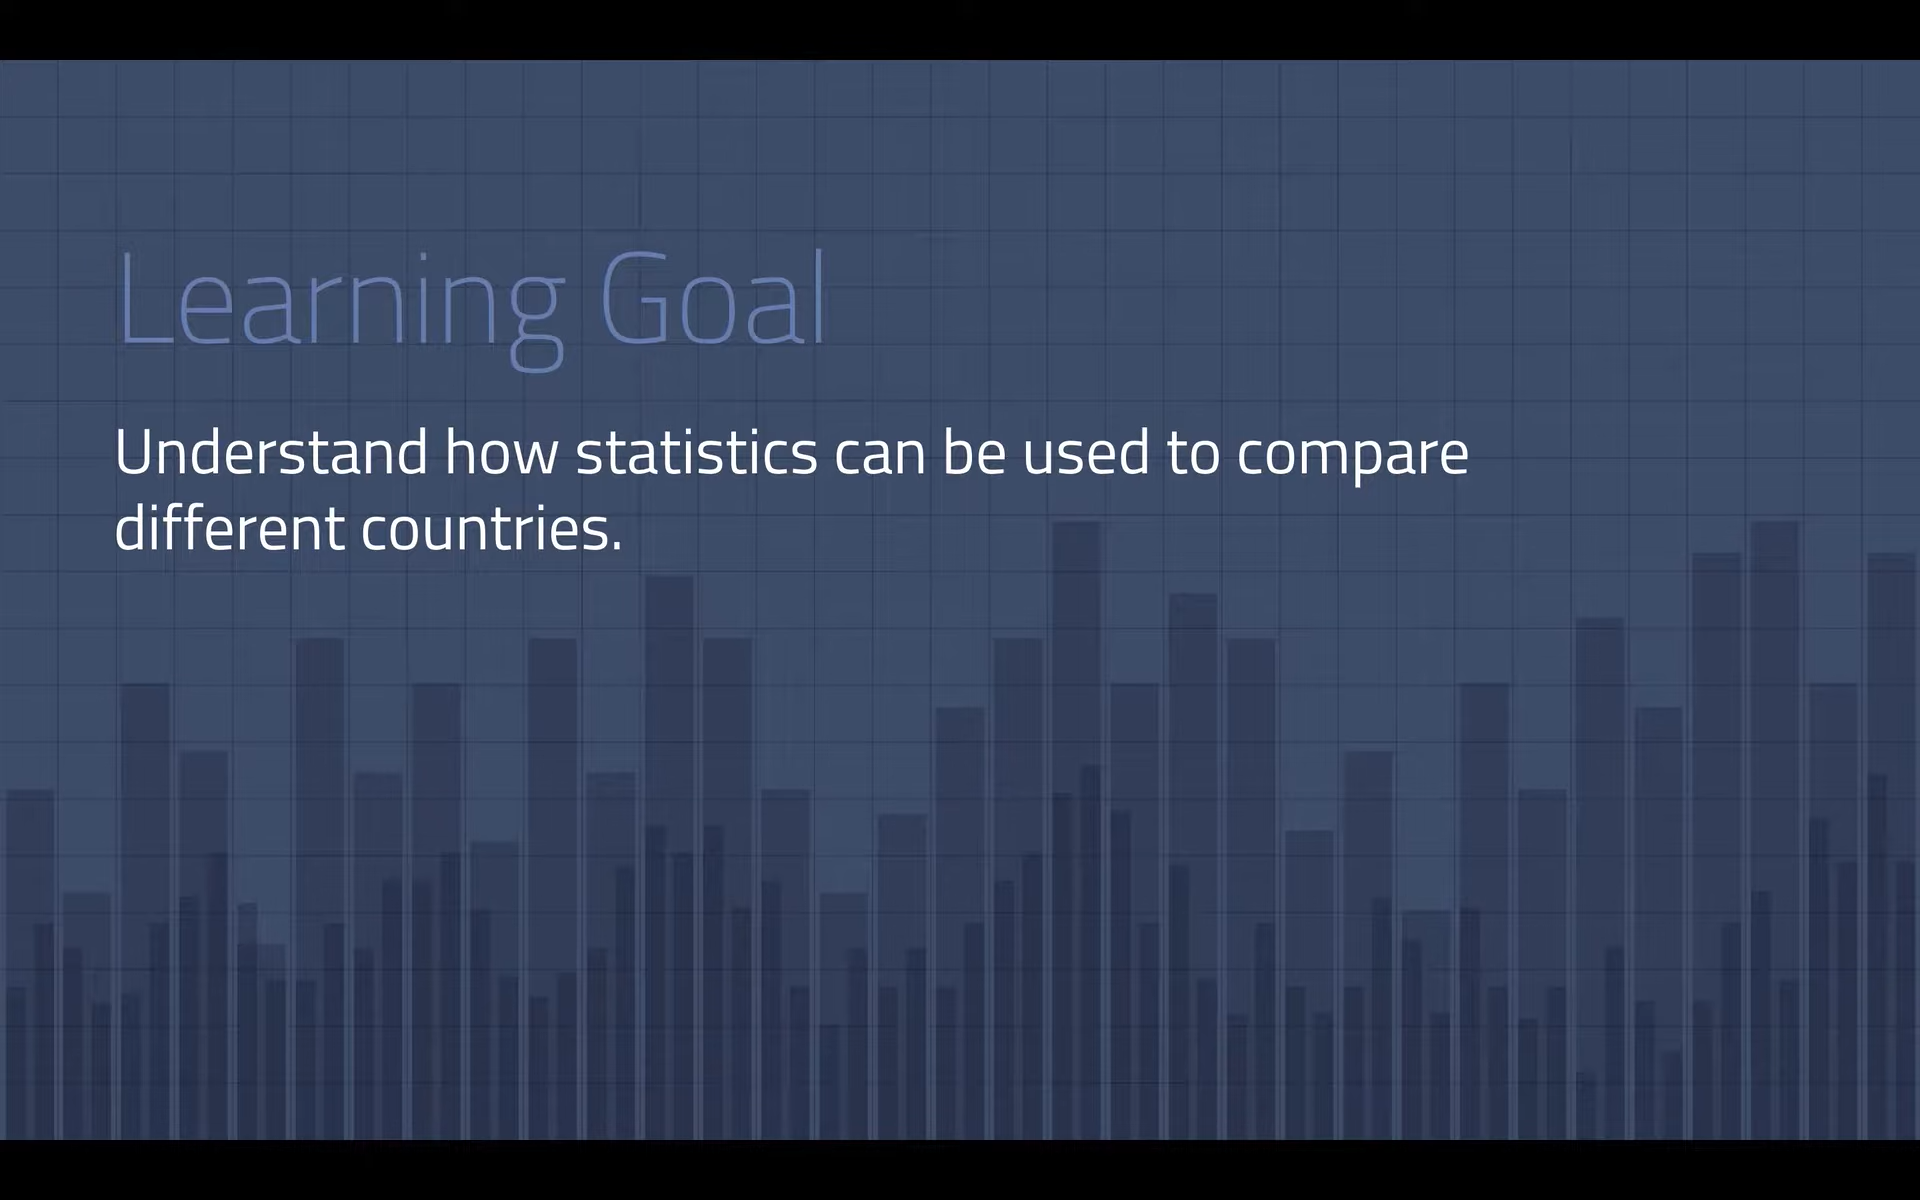 Learning Goal
Understand how statistics can be used to compare
different countries.